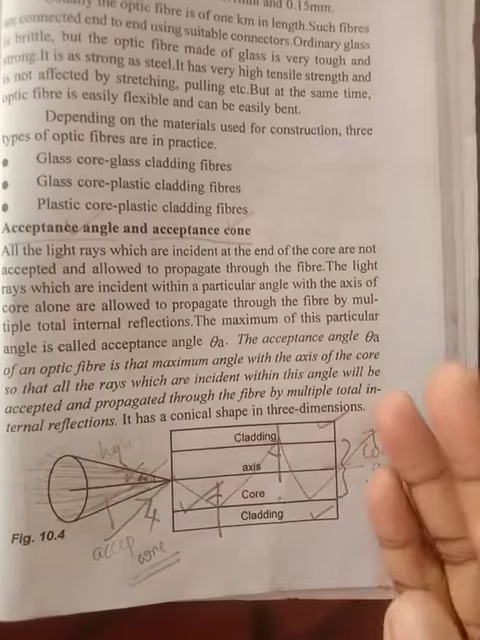 the optic fibre is of one km in length.Such fibres
are connected end to end using suitable connectors.Ordinary glass
is brittle, but the optic fibre made of glass is very tough and
strong.It is as strong as steel.It has very high tensile strength and
is not affected by stretching, pulling etc.But at the same time,
optic fibre is easily flexible and can be easily bent.
Depending on the materials used for construction, three
types of optic fibres are in practice.
• Glass core-glass cladding fibres
• Glass core-plastic cladding fibres
• Plastic core-plastic cladding fibres
Acceptance angle and acceptance cone
All the light rays which are incident at the end of the core are not
accepted and allowed to propagate through the fibre.The light
rays which are incident within a particular angle with the axis of
core alone are allowed to propagate through the fibre by mul-
tiple total internal reflections.The maximum of this particular
angle is called acceptance angle θa. The acceptance angle θa
of an optic fibre is that maximum angle with the axis of the core
so that all the rays which are incident within this angle will be
accepted and propagated through the fibre by multiple total in-
ternal reflections. It has a conical shape in three-dimensions.
Cladding
axis
Core
Cladding
Fig. 10.4
accep
cone